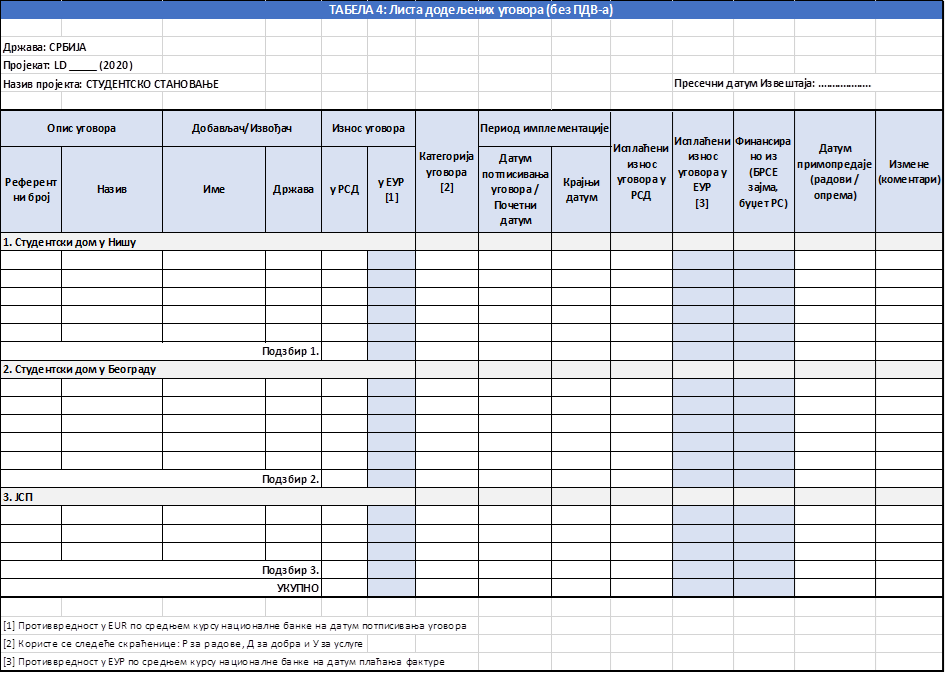 ТАБЕЛА 4: Листа додељених уговора (без ПДВ-а)
Држава: СРБИЈА
Пројекат: LD _____ (2020)
Назив пројекта: СТУДЕНТСКО СТАНОВАЊЕ
Пресечни датум Извештаја: ...................
Опис уговора
Добављач/Извођач
Износ уговора
Категорија
уговора
[2]
Период имплементације
Исплаћени
износ
уговора у
РСД
Исплаћени
износ
уговора у
ЕУР
[3]
Финансира
но из
(БРСЕ
зајма,
буџет РС)
Датум
примопредаје
(радови /
опрема)
Измене
(коментари)
Референт
ни број
Назив
Име
Држава
у РСД
у ЕУР
[1]
Датум
потписивања
уговора /
Почетни
датум
Крајњи
датум
1. Студентски дом у Нишу
Подзбир 1.
2. Студентски дом у Београду
Подзбир 2.
3. ЈСП
Подзбир 3.
УКУПНО
[1] Противвредност у EUR по средњем курсу националне банке на датум потписивања уговора
[2] Користе се следеће скраћенице: Р за радове, Д за добра и У за услуге
[3] Противвредност у ЕУР по средњем курсу националне банке на датум плаћања фактуре